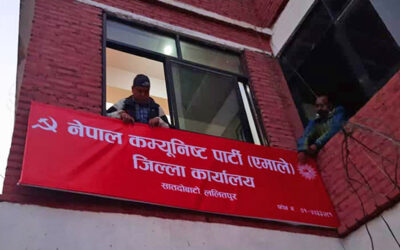 नेपाल कम्यूनिष्ट पार्टी (एमाले)
जिल्ला कार्यालय
सातदोबाटो ललितपुर
फोन नं.